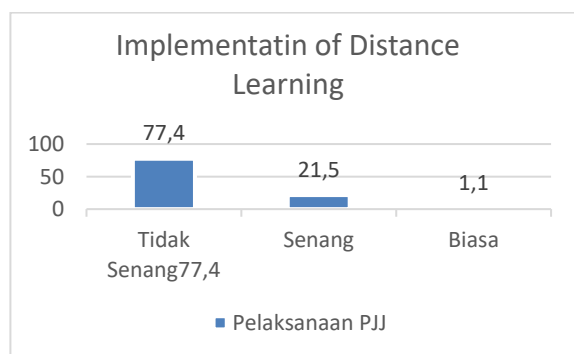 Implementatin of Distance
Learning
77,4
21,5
1,1
100
50
0
Tidak
Senang77,4
Senang
Biasa
Pelaksanaan PJJ